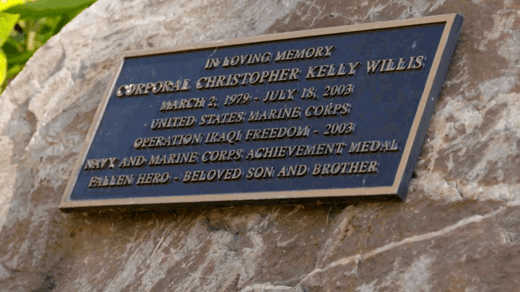 IN LOVING MEMORY
CORPORAL CHRISTOPHER KELLY WILLIS
MARCH 2, 1979 - JULY 18, 2003
UNITED STATES MARINE CORPS
OPERATION IRAQI FREEDOM - 2003
NAVY AND MARINE CORPS ACHIEVEMENT MEDAL
FALLEN HERO - BELOVED SON AND BROTHER